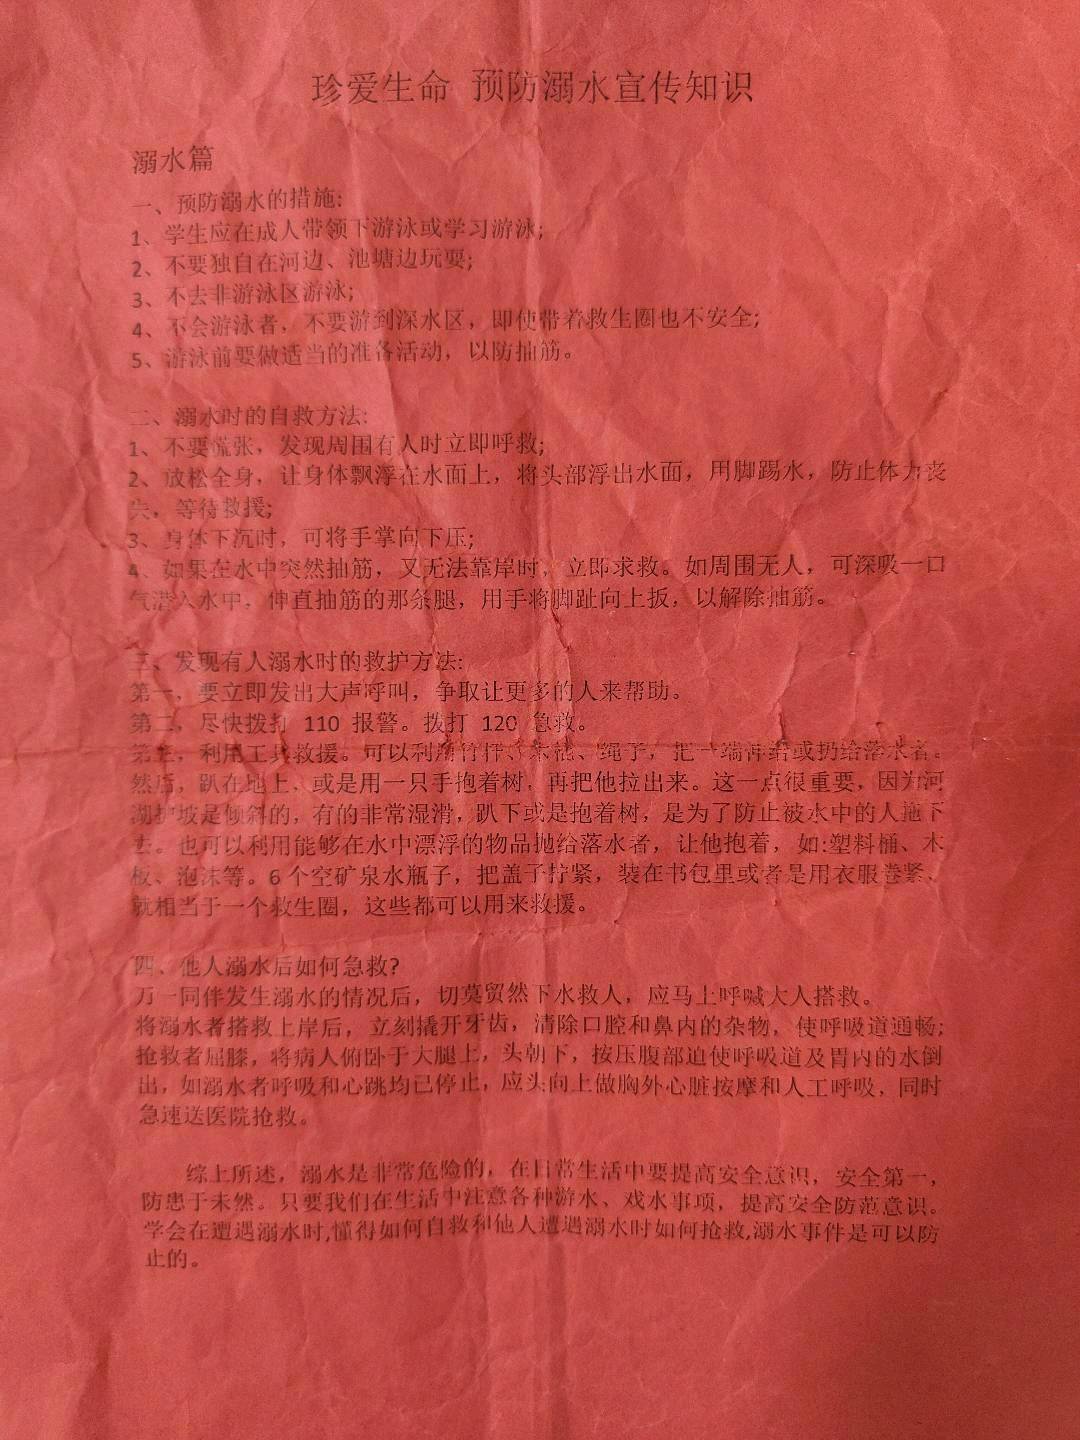 珍爱生命 预防溺水宣传知识
溺水篇
一、预防溺水的措施:
1、学生应在成人带领下游泳或学习游泳;
2、不要独自在河边、池塘边玩耍;
3、不去非游泳区游泳;
4、不会游泳者，不要游到深水区，即使带着救生圈也不安全;
5、游泳前要做适当的准备活动，以防抽筋。
二、溺水时的自救方法:
1、不要慌张，发现周围有人时立即呼救;
2、放松全身，让身体飘浮在水面上，将头部浮出水面，用脚踢水，防止体力丧
失，等待救援;
3、身体下沉时，可将手掌向下压;
4、如果在水中突然抽筋，又无法靠岸时，立即求救。如周围无人，可深吸一口
气潜入水中，伸直抽筋的那条腿，用手将脚趾向上扳，以解除抽筋。
三、发现有人溺水时的救护方法:
第一，要立即发出大声呼叫，争取让更多的人来帮助。
第二，尽快拨打 110 报警。拨打 120 急救。
第三，利用工具救援。可以利用竹杆、木棍、绳子，把一端伸给或扔给落水者。
然后，趴在地上、或是用一只手抱着树，再把他拉出来。这一点很重要，因为河
湖护坡是倾斜的，有的非常湿滑，趴下或是抱着树，是为了防止被水中的人拖下
去。也可以利用能够在水中漂浮的物品抛给落水者，让他抱着，如:塑料桶、木
板、泡沫等。6个空矿泉水瓶子，把盖子拧紧，装在书包里或者是用衣服卷紧、
就相当于一个救生圈，这些都可以用来救援。
四、他人溺水后如何急救?
万一同伴发生溺水的情况后，切莫贸然下水救人，应马上呼喊大人搭救。
将溺水者搭救上岸后，立刻撬开牙齿，清除口腔和鼻内的杂物，使呼吸道通畅;
抢救者屈膝，将病人俯卧于大腿上，头朝下，按压腹部迫使呼吸道及胃内的水倒
出，如溺水者呼吸和心跳均已停止，应头向上做胸外心脏按摩和人工呼吸，同时
急速送医院抢救。
综上所述，溺水是非常危险的，在日常生活中要提高安全意识，安全第一，
防患于未然。只要我们在生活中注意各种游水、戏水事项，提高安全防范意识。
学会在遭遇溺水时,懂得如何自救和他人遭遇溺水时如何抢救,溺水事件是可以防
止的。